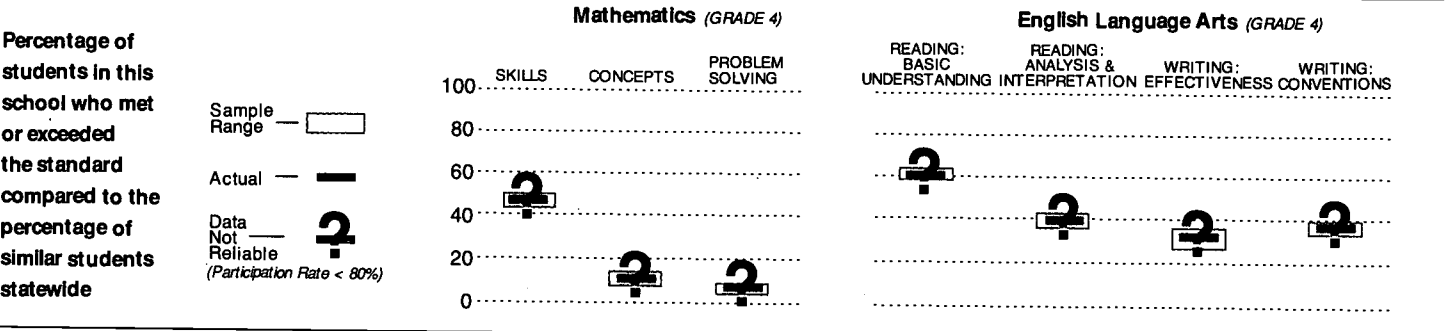 Percentage of
students in this
school who met
or exceeded
the standard
compared to the
percentage of
similar students
statewide
Sample
Range
Actual
Data
Not
Reliable
(Participation Rate < 80%)
Mathematics (GRADE 4)
SKILLS
CONCEPTS
PROBLEM
SOLVING
100
80
60
40
20
0
?
?
?
?
English Language Arts (GRADE 4)
READING:
BASIC
UNDERSTANDING
READING:
ANALYSIS &
INTERPRETATION
WRITING:
EFFECTIVENESS
WRITING:
CONVENTIONS
?
?
?
?